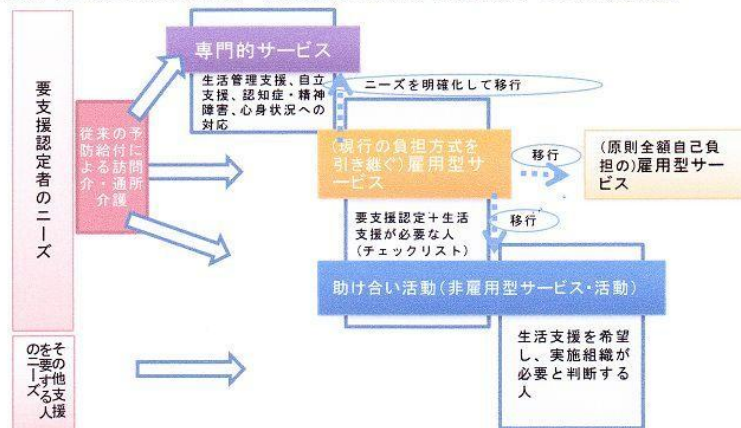 要支援認定者のニーズ
従来の予
防給付に
よる訪問
介護・通所
介護
専門的サービス
生活管理支援、自立
支援、認知症・精神
障害、心身状況への
対応
ニーズを明確化して移行
(現行の負担方式を
引き継ぐ)雇用型サ
ービス
移行
(原則全額自己負
担の)雇用型サー
ビス
要支援認定+生活
支援が必要な人
(チェックリスト)
移行
助け合い活動(非雇用型サービス・活動)
生活支援を希望
し、実施組織が
必要と判断する
人
その他支援
を要する人
のニーズ